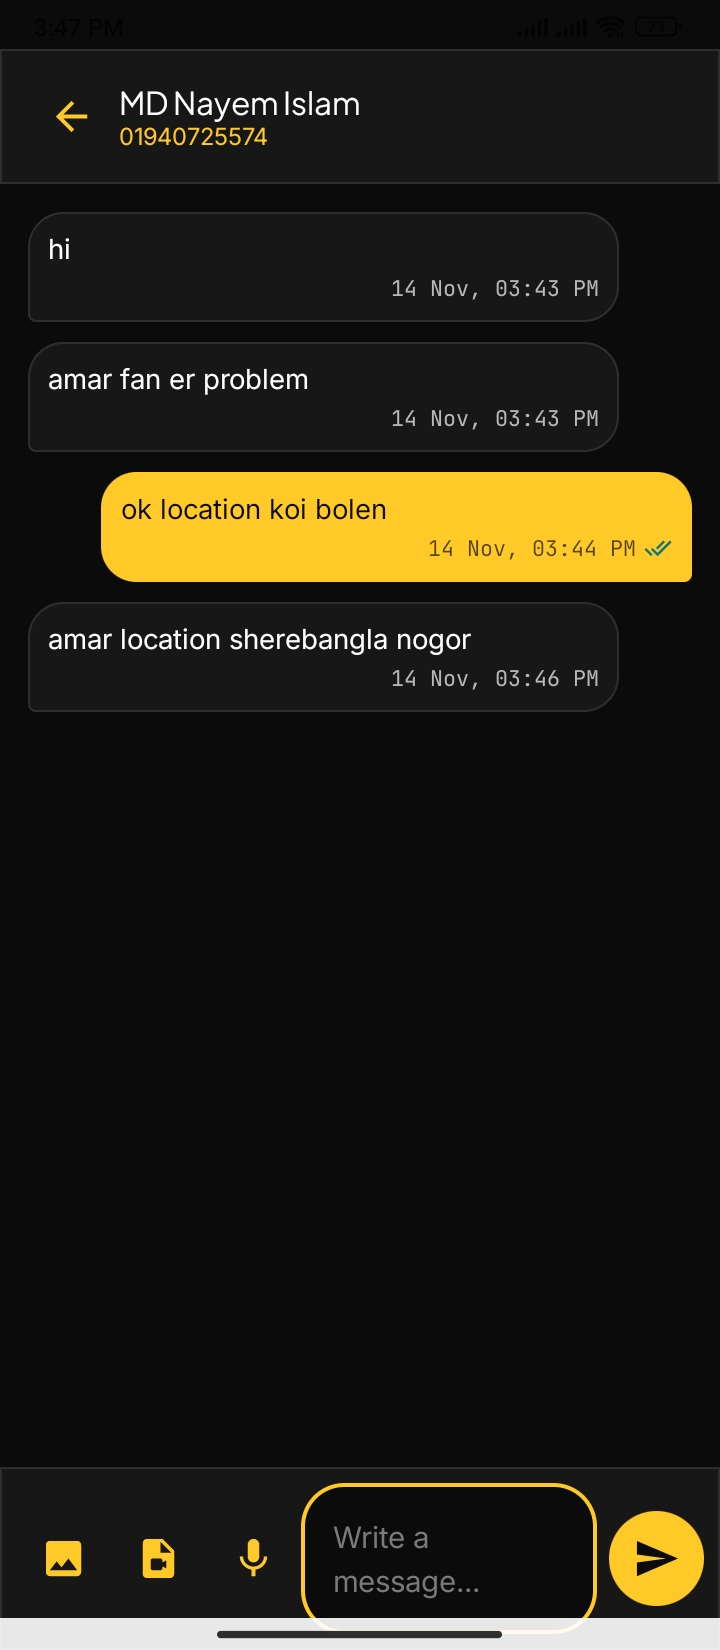 3:47 PM
73
MD Nayem Islam
01940725574
hi
14 Nov, 03:43 PM
amar fan er problem
14 Nov, 03:43 PM
ok location koi bolen
14 Nov, 03:44 PM
amar location sherebangla nogor
14 Nov, 03:46 PM
Write a
message...